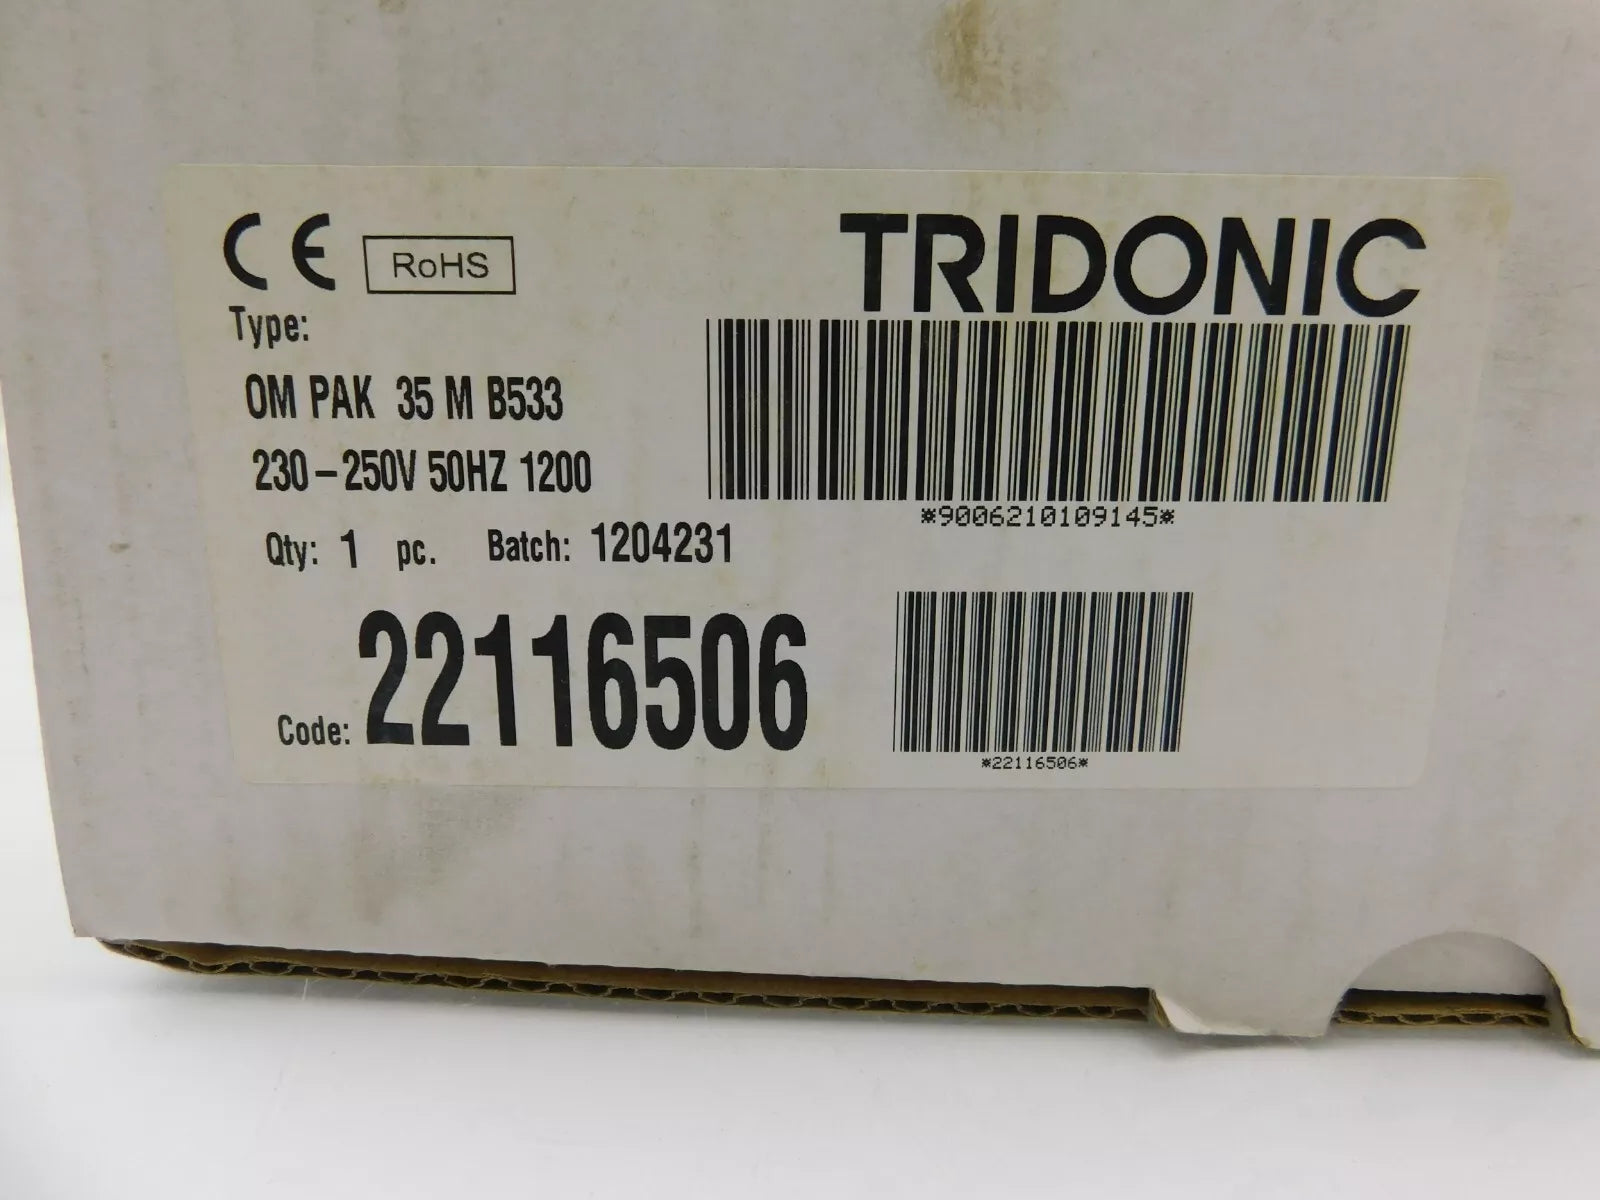 CE RoHS TRIDONIC
Type:
OM PAK 35 M B533
230-250V 50HZ 1200
*9006210109145*
Qty: 1 pc. Batch: 1204231
Code: 22116506
*22116506*